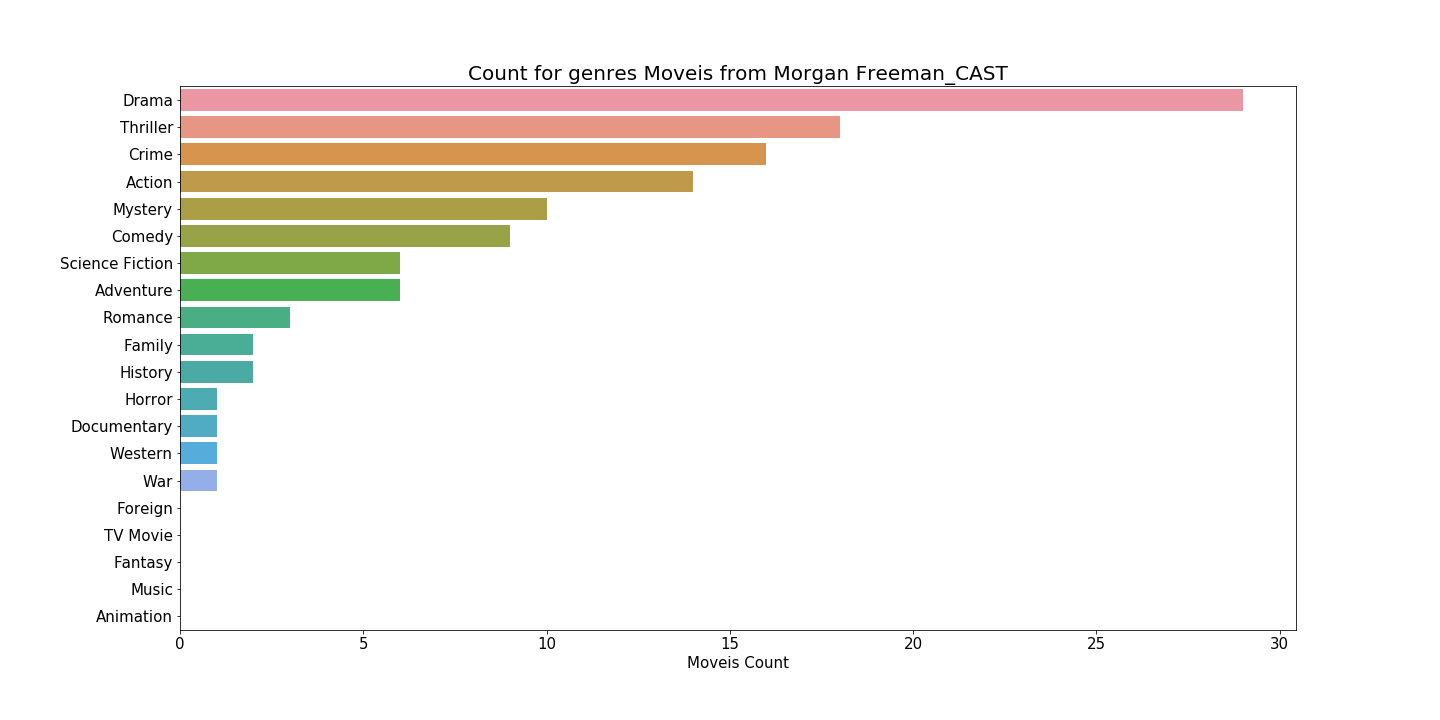 Count for genres Moveis from Morgan Freeman_CAST
Drama
Thriller
Crime
Action
Mystery
Comedy
Science Fiction
Adventure
Romance
Family
History
Horror
Documentary
Western
War
Foreign
TV Movie
Fantasy
Music
Animation
0 5 10 15 20 25 30
Moveis Count